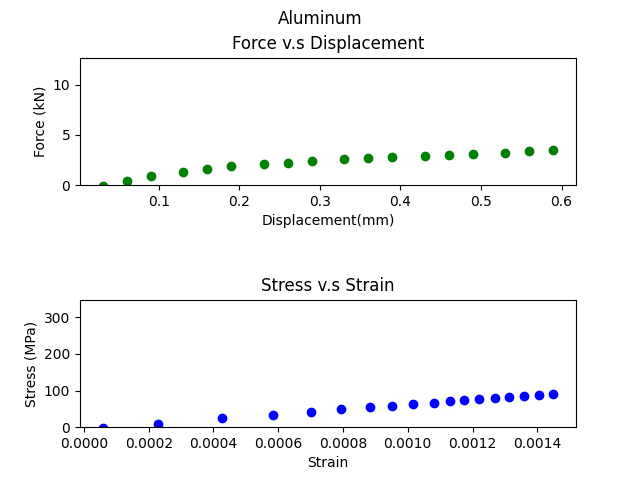 Aluminum
Force v.s Displacement
10
5
0
Force (kN)
0.1 0.2 0.3 0.4 0.5 0.6
Displacement(mm)
Stress v.s Strain
300
200
100
0
Stress (MPa)
0.0000 0.0002 0.0004 0.0006 0.0008 0.0010 0.0012 0.0014
Strain